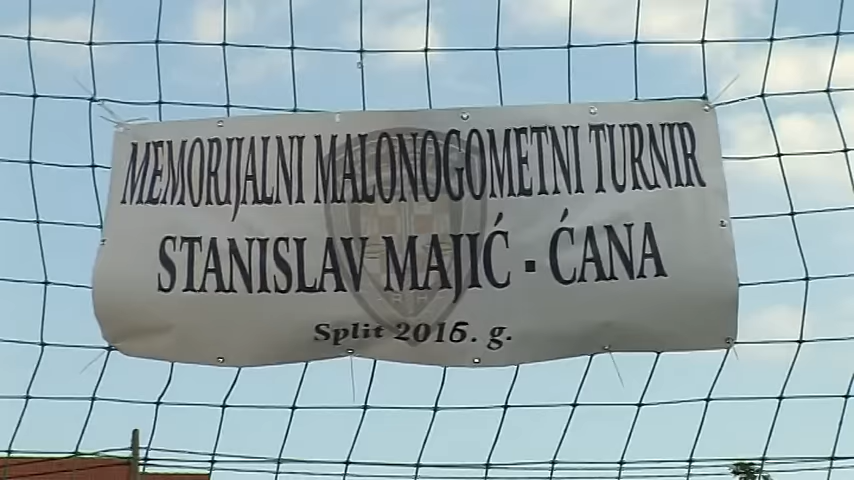 MEMORIJALNI MALONOGOMETNI TURNIR
STANISLAV MAJIĆ - ĆANA
Split 2016. g.